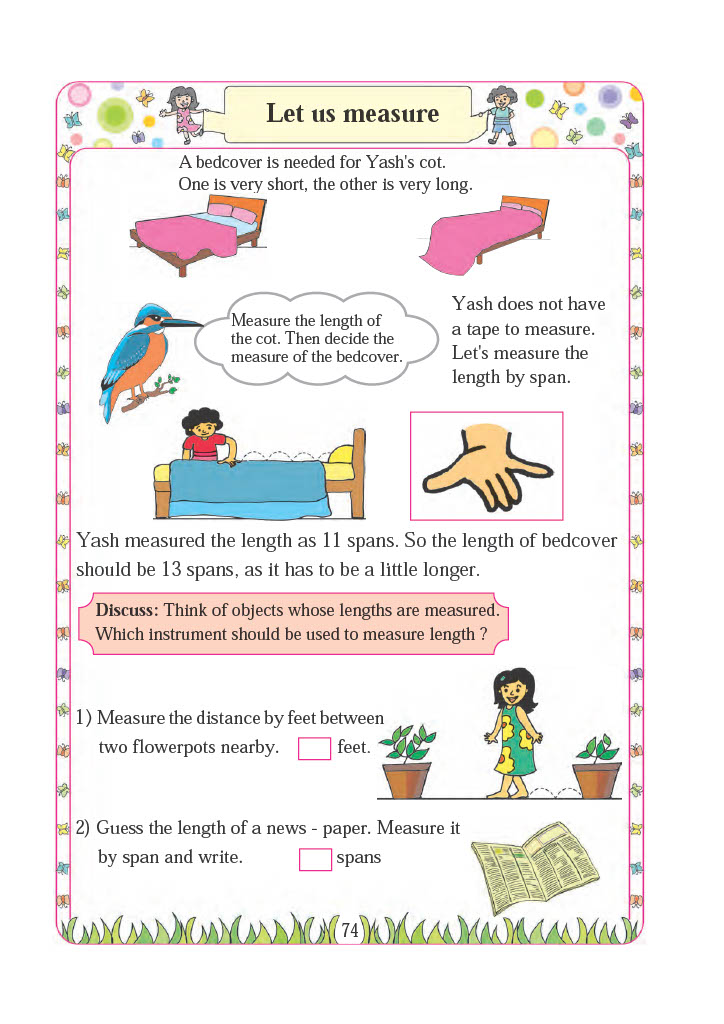 Let us measure
A bedcover is needed for Yash's cot.
One is very short, the other is very long.
Measure the length of
the cot. Then decide the
measure of the bedcover.
Yash does not have
a tape to measure.
Let's measure the
length by span.
Yash measured the length as 11 spans. So the length of bedcover
should be 13 spans, as it has to be a little longer.
Discuss: Think of objects whose lengths are measured.
Which instrument should be used to measure length ?
1) Measure the distance by feet between
two flowerpots nearby. feet.
2) Guess the length of a news - paper. Measure it
by span and write. spans
74